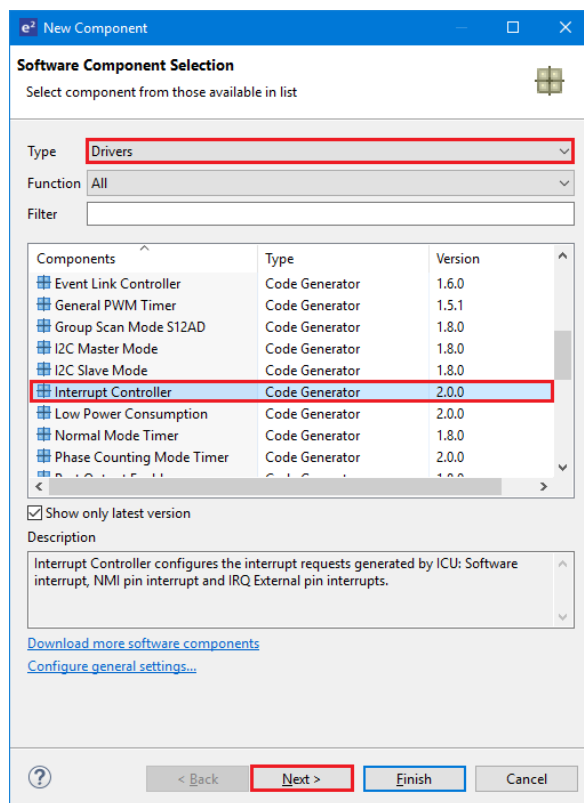 e² New Component
Software Component Selection
Select component from those available in list
Type Drivers
Function All
Filter
Components Type Version
Event Link Controller Code Generator 1.6.0
General PWM Timer Code Generator 1.5.1
Group Scan Mode S12AD Code Generator 1.8.0
I2C Master Mode Code Generator 1.8.0
I2C Slave Mode Code Generator 1.8.0
Interrupt Controller Code Generator 2.0.0
Low Power Consumption Code Generator 2.0.0
Normal Mode Timer Code Generator 1.8.0
Phase Counting Mode Timer Code Generator 2.0.0
Show only latest version
Description
Interrupt Controller configures the interrupt requests generated by ICU: Software
interrupt, NMI pin interrupt and IRQ External pin interrupts.
Download more software components
Configure general settings...
? < Back Next > Finish Cancel